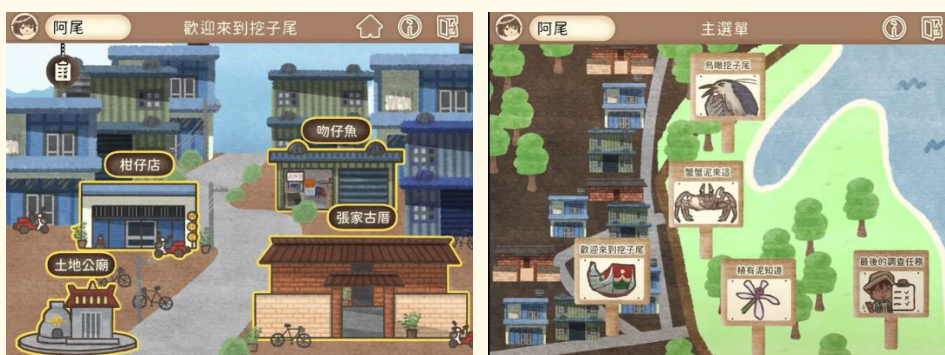 阿尾
歡迎來到挖子尾
吻仔魚
柑仔店
張家古厝
土地公廟
阿尾
主選單
鳥瞰挖子尾
蟹蟹泥來這
歡迎來到挖子尾
植有泥知道
最後的調查任務